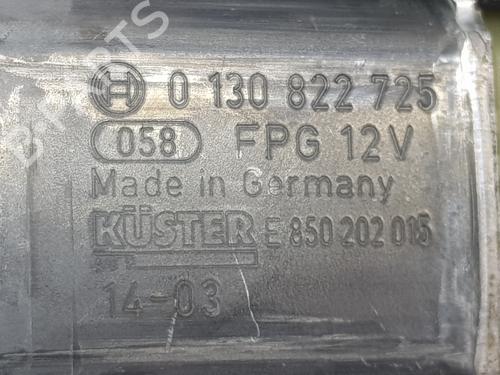 0 130 822 725
058 FPG 12V
Made in Germany
KÜSTER E 850 202 015
14-03